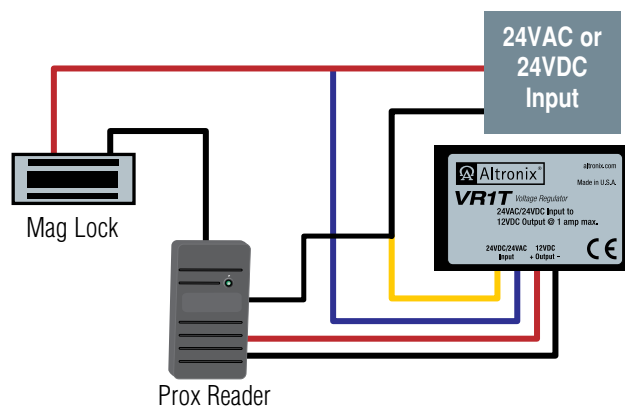 24VAC or
24VDC
Input
Altronix®
altronix.com
Made in U.S.A.
VR1T Voltage Regulator
24VAC/24VDC Input to
12VDC Output @ 1 amp max.
24VDC/24VAC 12VDC
Input + Output –
CE
Mag Lock
Prox Reader